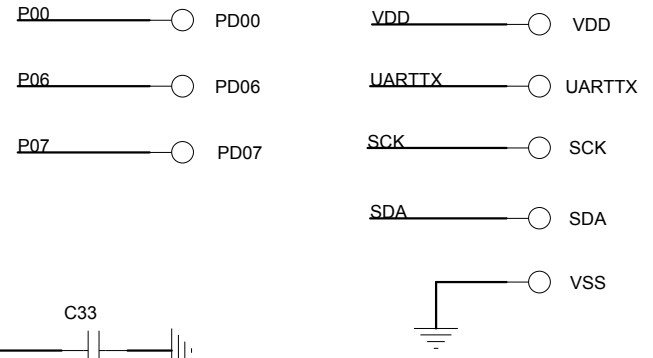 P00 PD00
P06 PD06
P07 PD07
VDD VDD
UARTTX UARTTX
SCK SCK
SDA SDA
VSS
C33